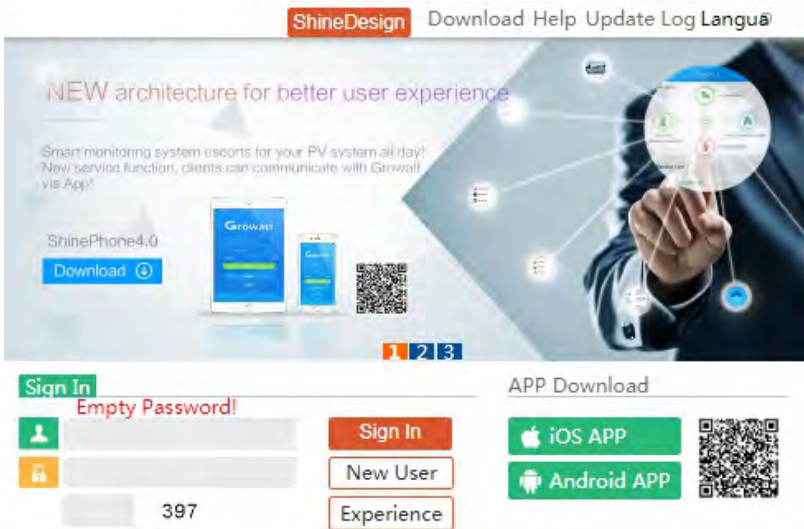 ShineDesign Download Help Update Log Langua
NEW architecture for better user experience
Smart monitoring system escorts for your PV system all day!
New service function, clients can communicate with Growatt
via App!
ShinePhone4.0
Download
Growatt
1 2 3
Sign In
Empty Password!
Sign In
New User
397
Experience
APP Download
iOS APP
Android APP